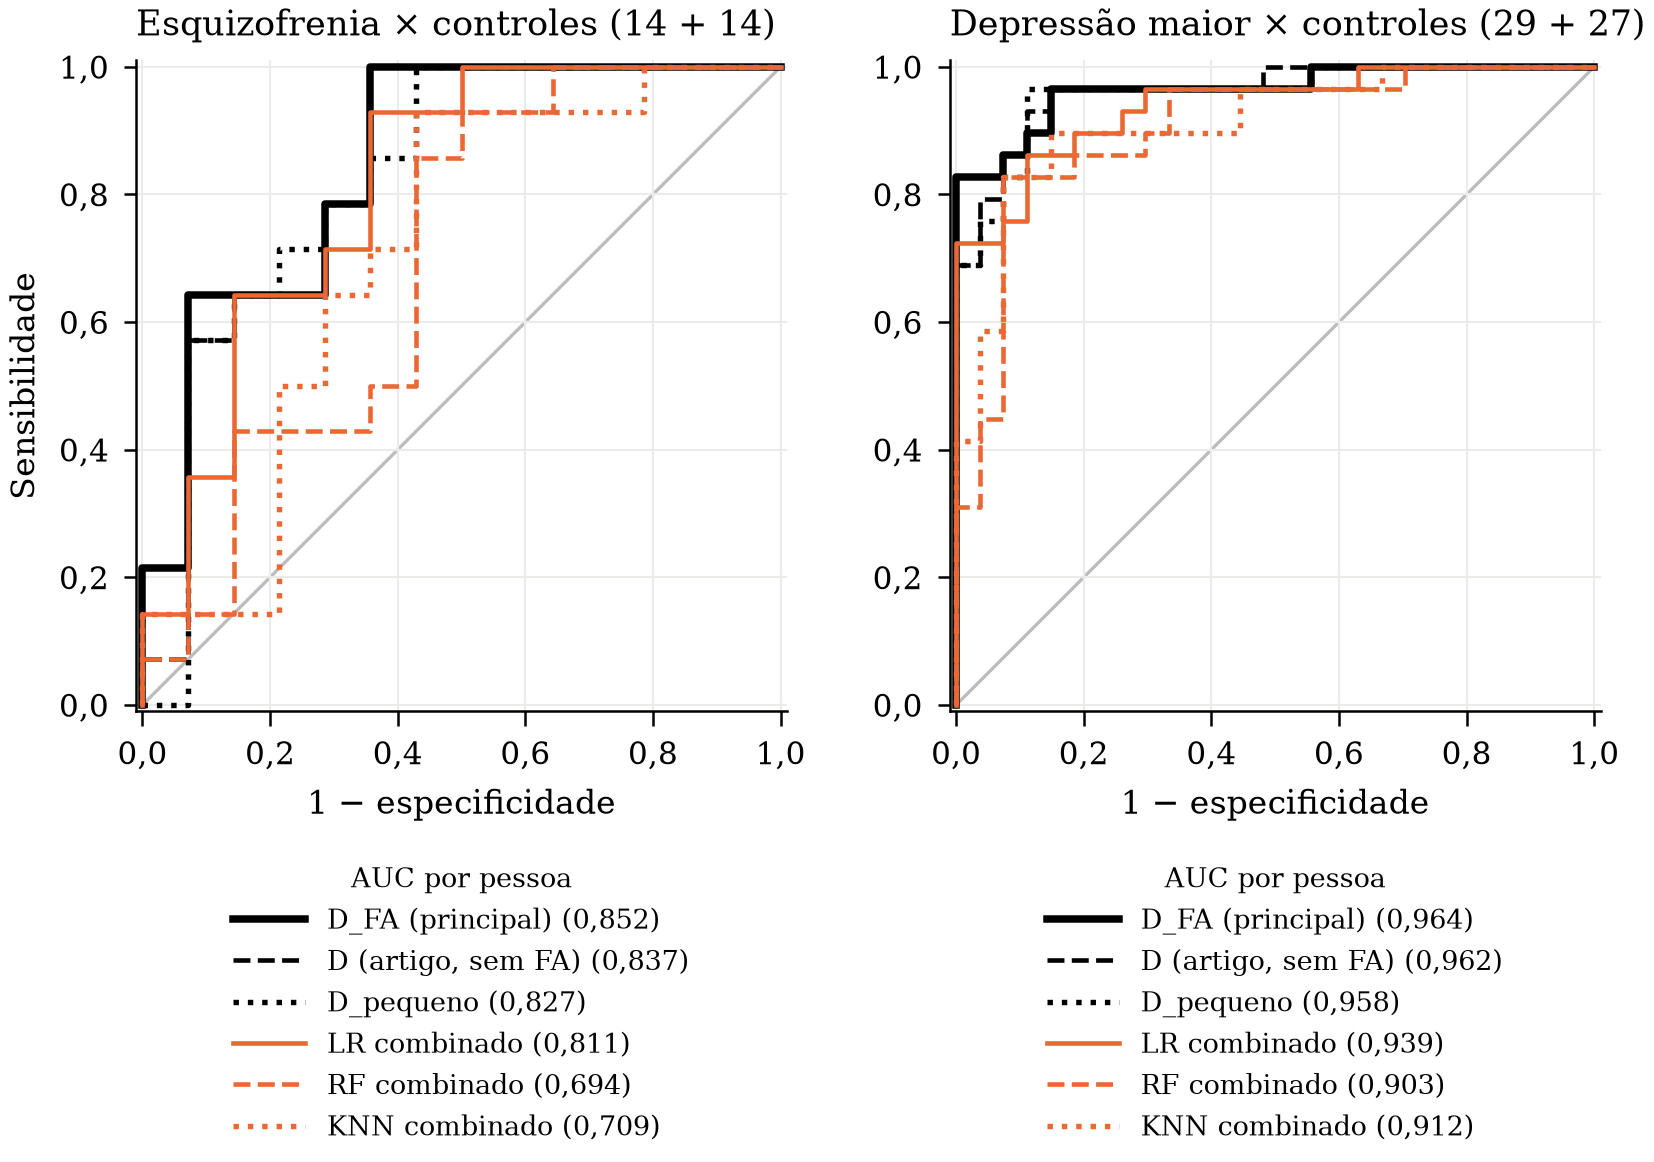 Esquizofrenia × controles (14 + 14)
1,0
0,8
0,6
0,4
0,2
0,0
Sensibilidade
0,0 0,2 0,4 0,6 0,8 1,0
1 − especificidade
AUC por pessoa
D_FA (principal) (0,852)
D (artigo, sem FA) (0,837)
D_pequeno (0,827)
LR combinado (0,811)
RF combinado (0,694)
KNN combinado (0,709)
Depressão maior × controles (29 + 27)
1,0
0,8
0,6
0,4
0,2
0,0
0,0 0,2 0,4 0,6 0,8 1,0
1 − especificidade
AUC por pessoa
D_FA (principal) (0,964)
D (artigo, sem FA) (0,962)
D_pequeno (0,958)
LR combinado (0,939)
RF combinado (0,903)
KNN combinado (0,912)